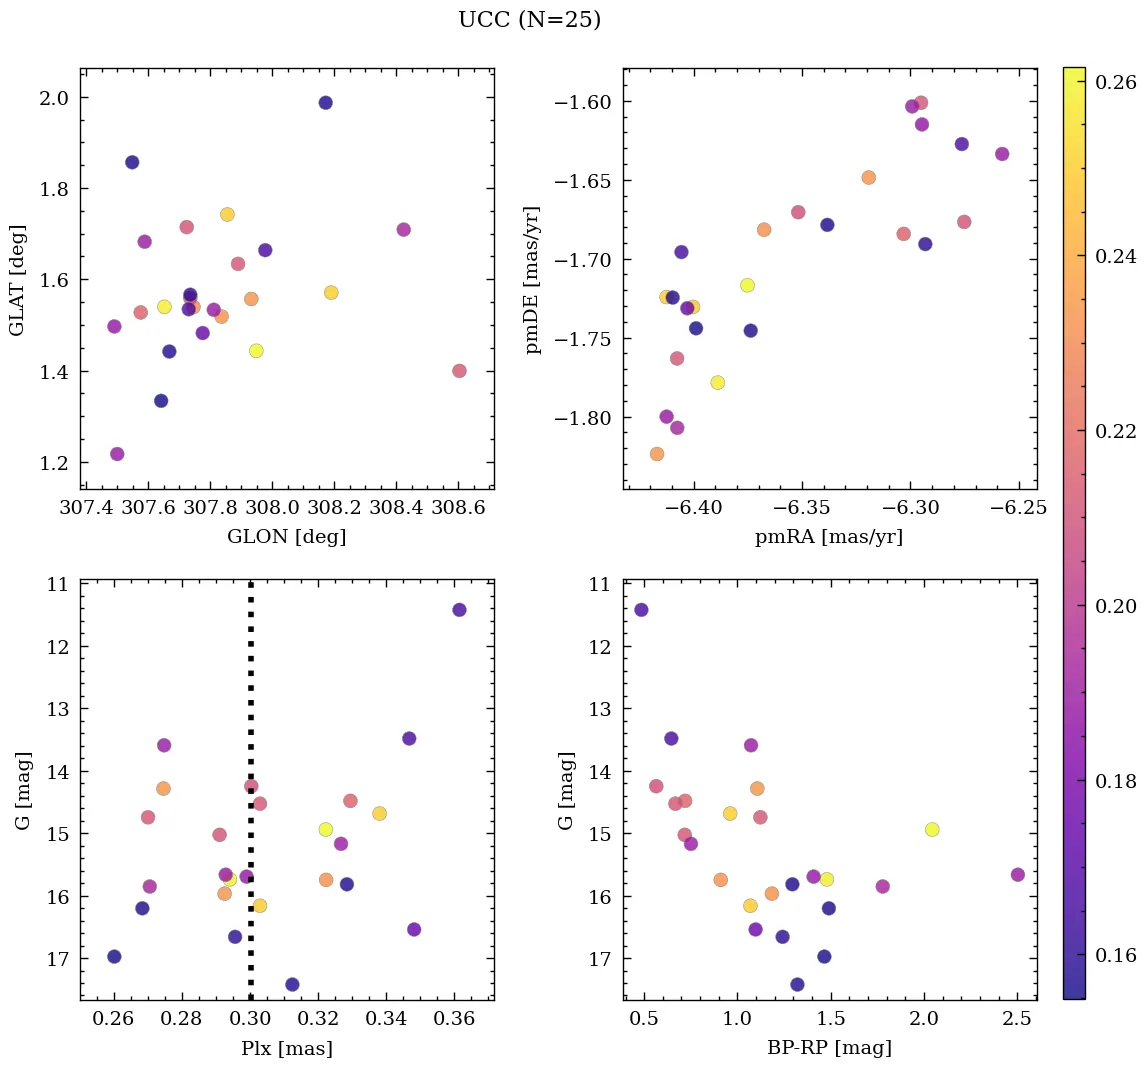 UCC (N=25)
2.0
1.8
1.6
1.4
1.2
GLAT [deg]
307.4 307.6 307.8 308.0 308.2 308.4 308.6
GLON [deg]
−1.60
−1.65
−1.70
−1.75
−1.80
pmDE [mas/yr]
−6.40 −6.35 −6.30 −6.25
pmRA [mas/yr]
0.26
0.24
0.22
0.20
0.18
0.16
11
12
13
14
15
16
17
G [mag]
0.26 0.28 0.30 0.32 0.34 0.36
Plx [mas]
11
12
13
14
15
16
17
G [mag]
0.5 1.0 1.5 2.0 2.5
BP-RP [mag]